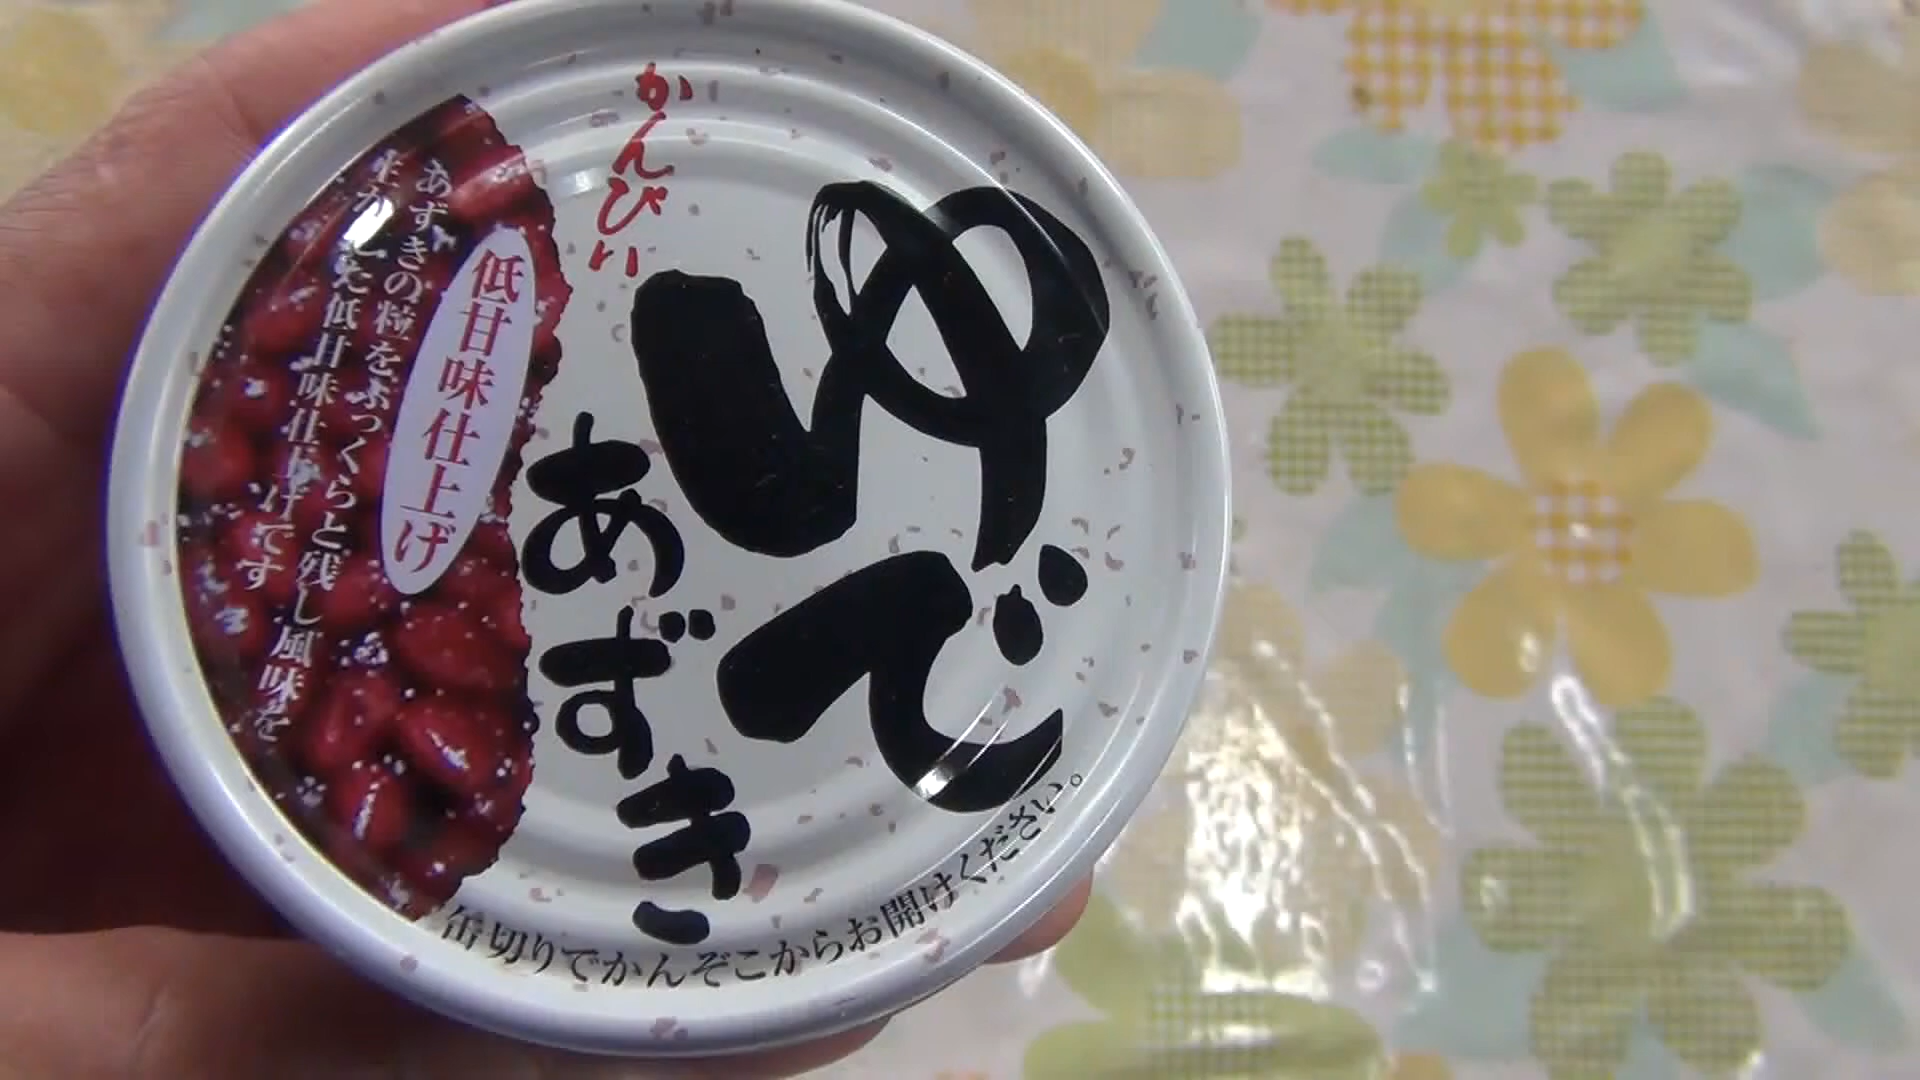 かんぴい
ゆで
あずき
低甘味仕上げ
あずきの粒をふっくらと残し風味を
生かした低甘味仕上げです
缶切りでかんぞこからお開けください。